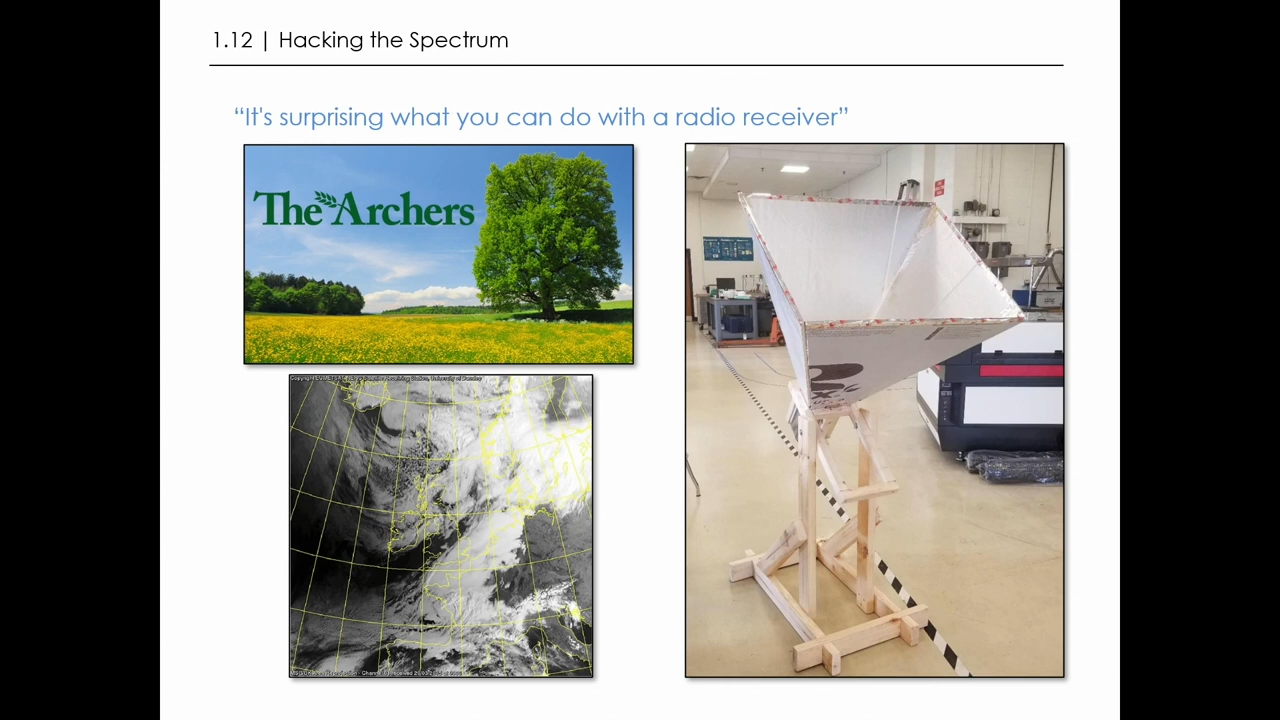 1.12 | Hacking the Spectrum
“It's surprising what you can do with a radio receiver”
The Archers